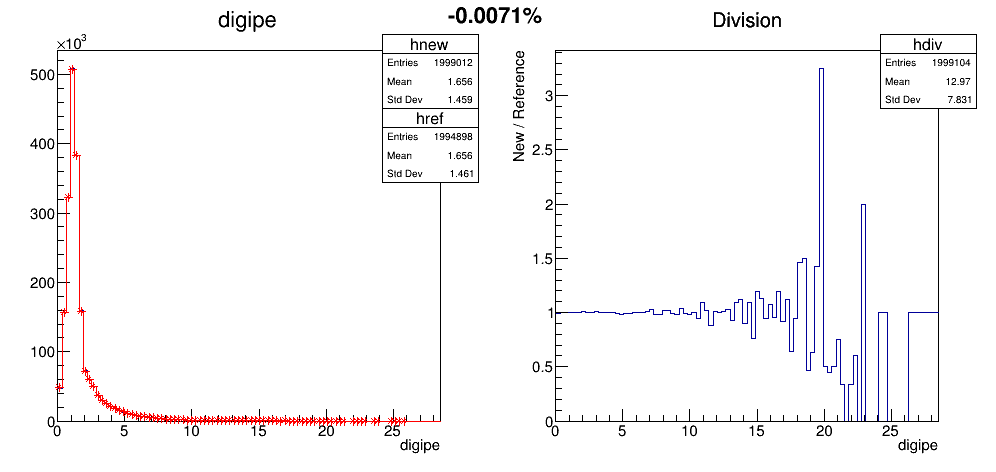 -0.0071%
digipe
×10³
hnew
Entries 1999012
Mean 1.656
Std Dev 1.459
href
Entries 1994898
Mean 1.656
Std Dev 1.461
500
400
300
200
100
0
0 5 10 15 20 25
digipe
Division
New / Reference
hdiv
Entries 1999104
Mean 12.97
Std Dev 7.831
3
2.5
2
1.5
1
0.5
0
0 5 10 15 20 25
digipe